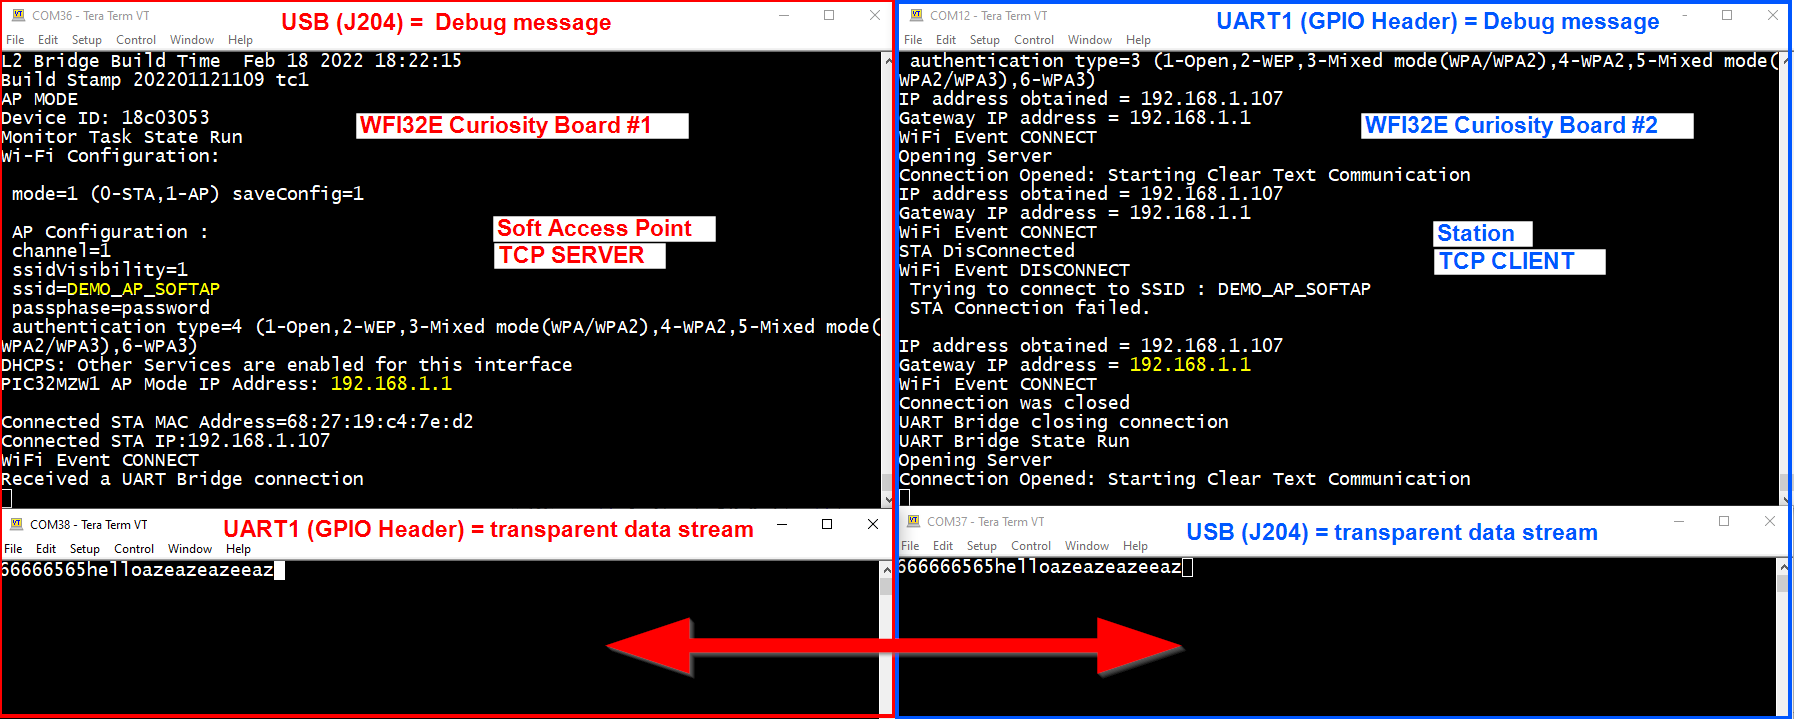 COM36 - Tera Term VT
USB (J204) = Debug message
File Edit Setup Control Window Help
L2 Bridge Build Time  Feb 18 2022 18:22:15
Build Stamp 202201121109 tc1
AP MODE
Device ID: 18c03053
WFI32E Curiosity Board #1
Monitor Task State Run
Wi-Fi Configuration:
mode=1 (0-STA,1-AP) saveConfig=1
AP Configuration :
Soft Access Point
channel=1
TCP SERVER
ssidVisibility=1
ssid=DEMO_AP_SOFTAP
passphase=password
authentication type=4 (1-Open,2-WEP,3-Mixed mode(WPA/WPA2),4-WPA2,5-Mixed mode(
WPA2/WPA3),6-WPA3)
DHCPS: Other Services are enabled for this interface
PIC32MZW1 AP Mode IP Address: 192.168.1.1
Connected STA MAC Address=68:27:19:c4:7e:d2
Connected STA IP:192.168.1.107
WiFi Event CONNECT
Received a UART Bridge connection
COM12 - Tera Term VT
UART1 (GPIO Header) = Debug message
File Edit Setup Control Window Help
authentication type=3 (1-Open,2-WEP,3-Mixed mode(WPA/WPA2),4-WPA2,5-Mixed mode(
WPA2/WPA3),6-WPA3)
IP address obtained = 192.168.1.107
Gateway IP address = 192.168.1.1
WFI32E Curiosity Board #2
WiFi Event CONNECT
Opening Server
Connection Opened: Starting Clear Text Communication
IP address obtained = 192.168.1.107
Gateway IP address = 192.168.1.1
WiFi Event CONNECT
Station
STA DisConnected
TCP CLIENT
WiFi Event DISCONNECT
Trying to connect to SSID : DEMO_AP_SOFTAP
STA Connection failed.
IP address obtained = 192.168.1.107
Gateway IP address = 192.168.1.1
WiFi Event CONNECT
Connection was closed
UART Bridge closing connection
UART Bridge State Run
Opening Server
Connection Opened: Starting Clear Text Communication
COM38 - Tera Term VT
UART1 (GPIO Header) = transparent data stream
File Edit Setup Control Window Help
66666565helloazeazeazeeaz
COM37 - Tera Term VT
USB (J204) = transparent data stream
File Edit Setup Control Window Help
666666565helloazeazeazeeaz